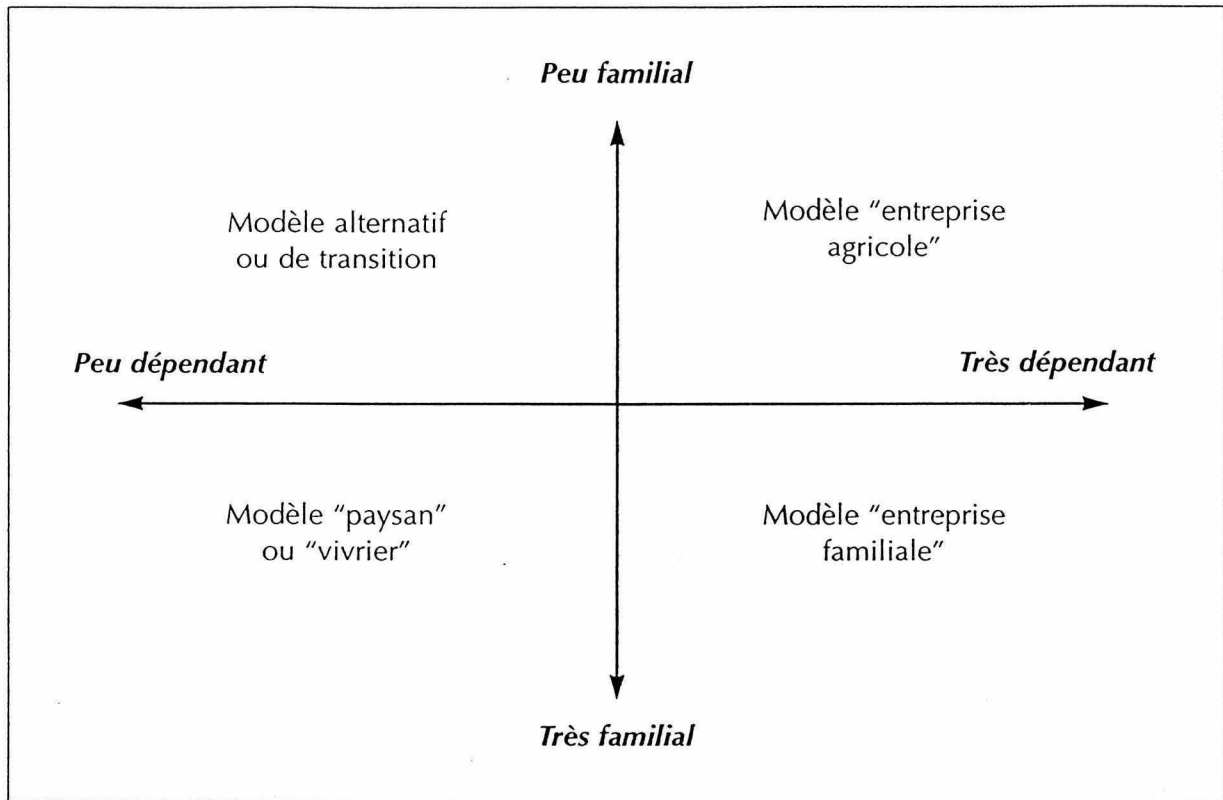 Peu familial
Modèle alternatif
ou de transition
Modèle "entreprise
agricole"
Peu dépendant
Très dépendant
Modèle "paysan"
ou "vivrier"
Modèle "entreprise
familiale"
Très familial